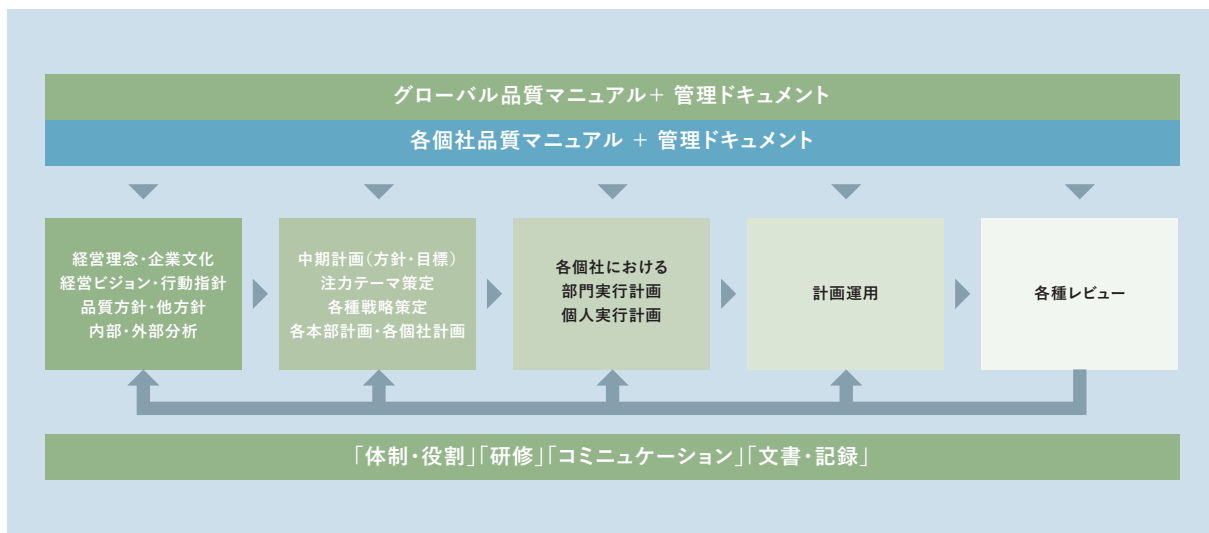 グローバル品質マニュアル＋ 管理ドキュメント
各個社品質マニュアル ＋ 管理ドキュメント
経営理念・企業文化
経営ビジョン・行動指針
品質方針・他方針
内部・外部分析
中期計画（方針・目標）
注力テーマ策定
各種戦略策定
各本部計画・各個社計画
各個社における
部門実行計画
個人実行計画
計画運用
各種レビュー
「体制・役割」「研修」「コミニュケーション」「文書・記録」